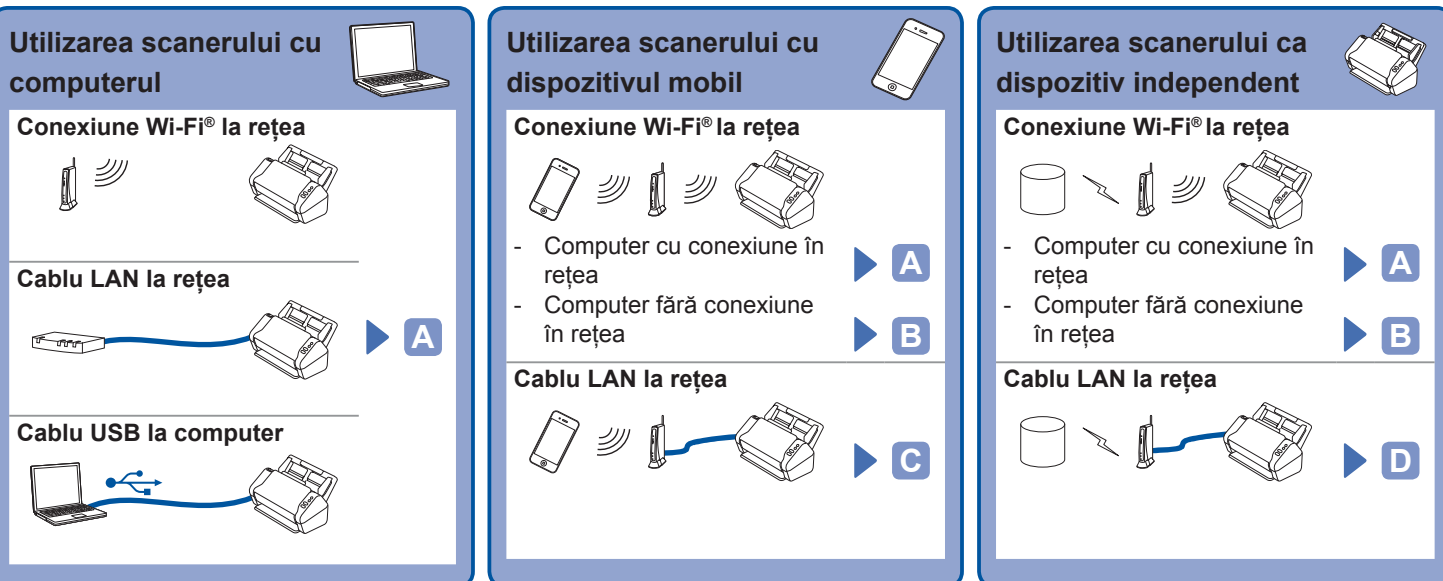 Utilizarea scanerului cu
computerul
Conexiune Wi-Fi® la rețea
Cablu LAN la rețea
A
Cablu USB la computer
Utilizarea scanerului cu
dispozitivul mobil
Conexiune Wi-Fi® la rețea
- Computer cu conexiune în
rețea
A
- Computer fără conexiune
în rețea
B
Cablu LAN la rețea
C
Utilizarea scanerului ca
dispozitiv independent
Conexiune Wi-Fi® la rețea
- Computer cu conexiune în
rețea
A
- Computer fără conexiune
în rețea
B
Cablu LAN la rețea
D